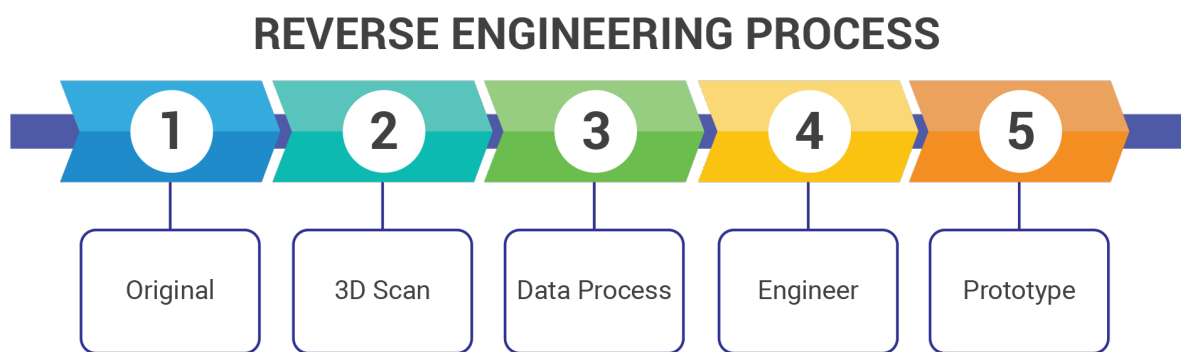 REVERSE ENGINEERING PROCESS
1
2
3
4
5
Original
3D Scan
Data Process
Engineer
Prototype